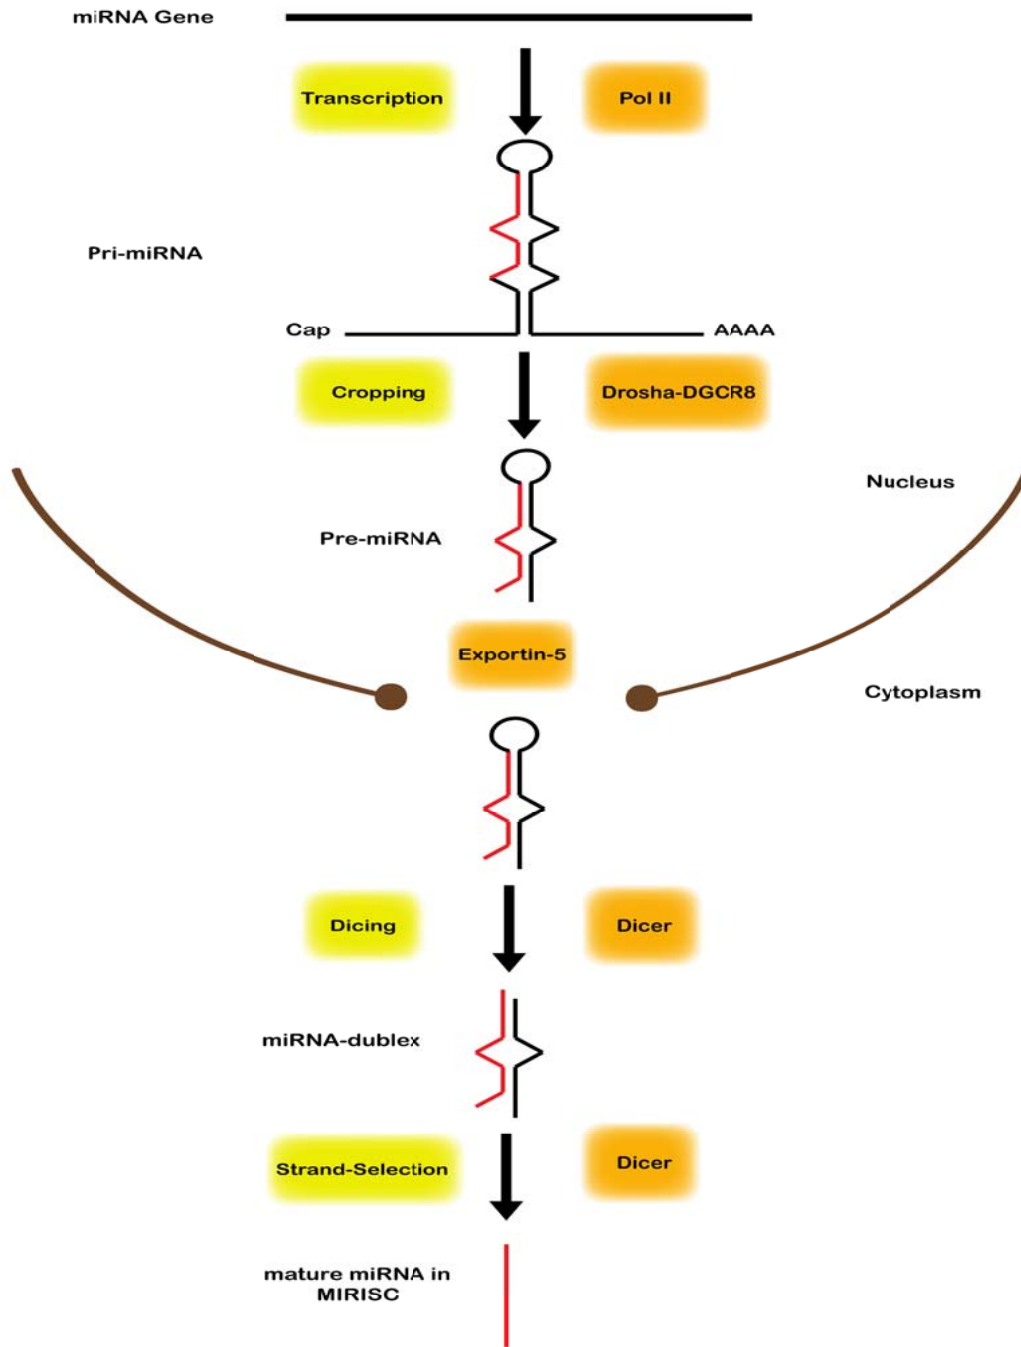 miRNA Gene
Transcription
Pol II
Pri-miRNA
Cap
AAAA
Cropping
Drosha-DGCR8
Nucleus
Pre-miRNA
Exportin-5
Cytoplasm
Dicing
Dicer
miRNA-dublex
Strand-Selection
Dicer
mature miRNA in
MIRISC